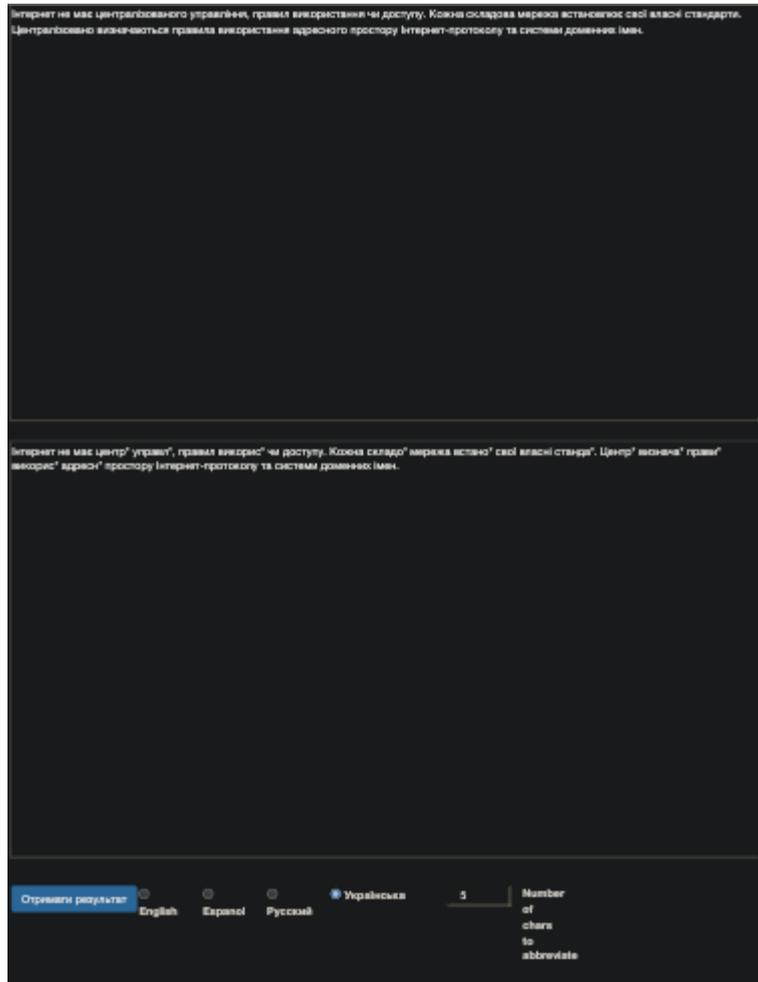 Інтернет не має централізованого управління, правил використання чи доступу. Кожна складова мережа встановлює свої власні стандарти.
Централізовано визначаються правила використання адресного простору Інтернет-протоколу та системи доменних імен.
Інтернет не має центр" управл", правил викорис" чи доступу. Кожна складо" мережа встано" свої власні станда". Центр" визнача" прави"
викорис" адресн" простору Інтернет-протоколу та системи доменних імен.
Отримати результат
English
Espanol
Русский
Українська
5
Number
of
chars
to
abbreviate